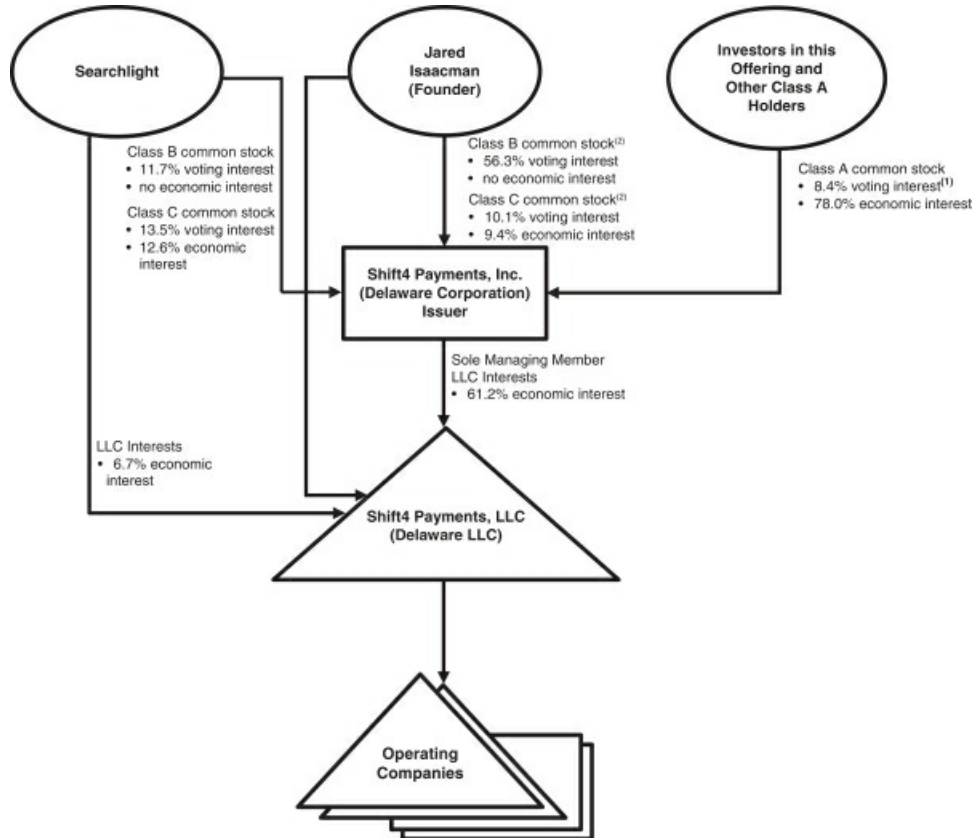 Searchlight
Jared
Isaacman
(Founder)
Investors in this
Offering and
Other Class A
Holders
Class B common stock
• 11.7% voting interest
• no economic interest
Class C common stock
• 13.5% voting interest
• 12.6% economic
interest
Class B common stock(2)
• 56.3% voting interest
• no economic interest
Class C common stock(2)
• 10.1% voting interest
• 9.4% economic interest
Class A common stock
• 8.4% voting interest(1)
• 78.0% economic interest
Shift4 Payments, Inc.
(Delaware Corporation)
Issuer
Sole Managing Member
LLC Interests
• 61.2% economic interest
LLC Interests
• 6.7% economic
interest
Shift4 Payments, LLC
(Delaware LLC)
Operating
Companies